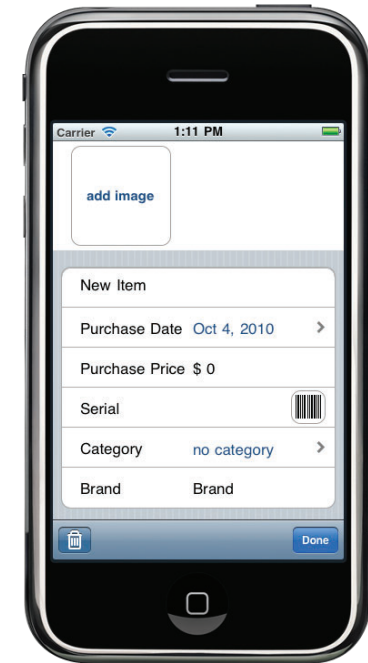 Carrier 1:11 PM
add image
New Item
Purchase Date Oct 4, 2010
Purchase Price $ 0
Serial
Category no category
Brand Brand
Done